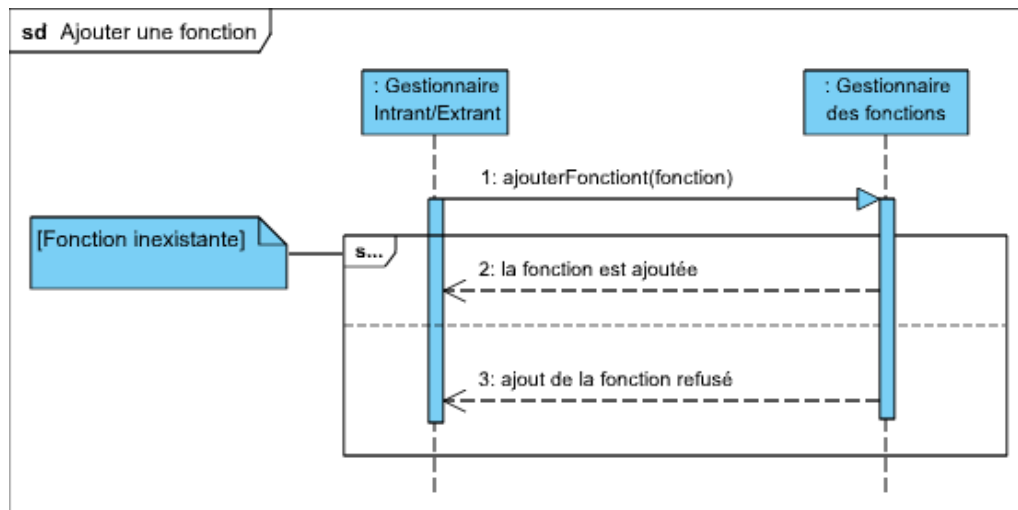 sd Ajouter une fonction
: Gestionnaire
Intrant/Extrant
: Gestionnaire
des fonctions
1: ajouterFonctiont(fonction)
[Fonction inexistante]
s...
2: la fonction est ajoutée
3: ajout de la fonction refusé